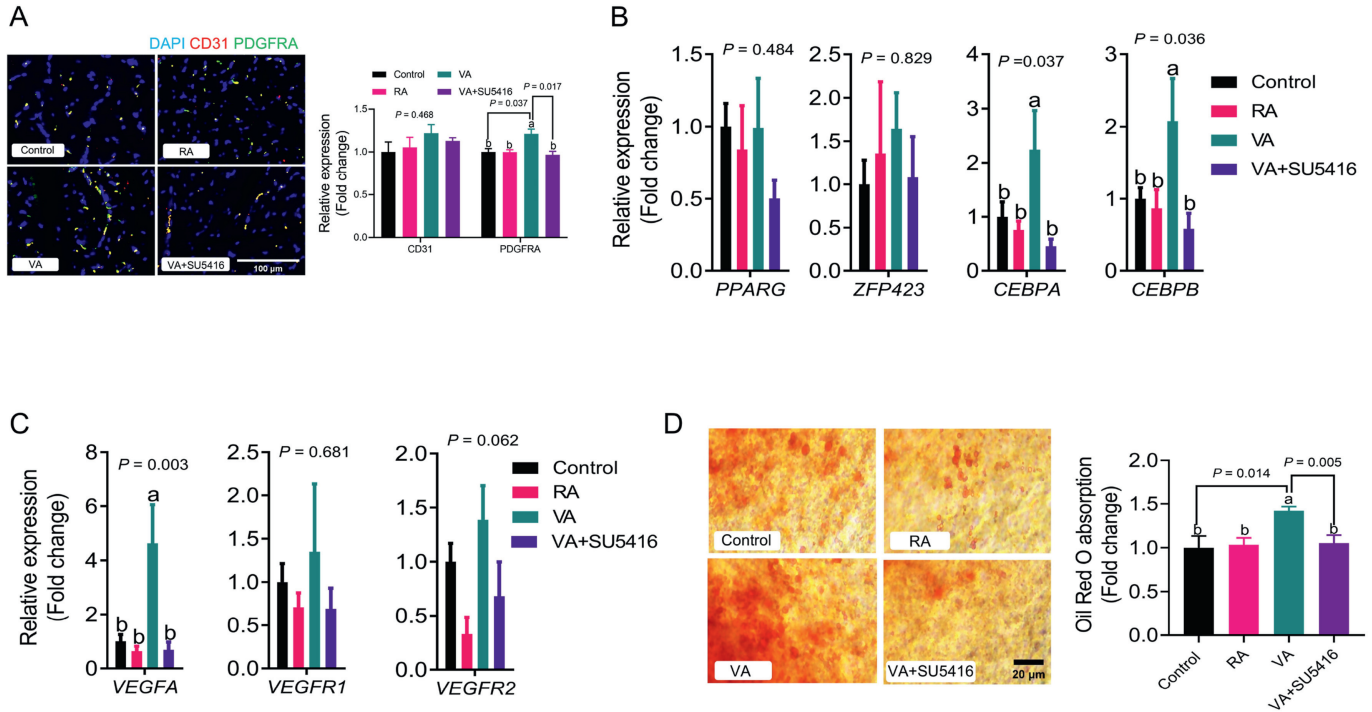 A
DAPI CD31 PDGFRA
Control
RA
VA
VA+SU5416
100 µm
Relative expression
(Fold change)
Control
VA
RA
VA+SU5416
P = 0.468
P = 0.037
P = 0.017
b
b
a
b
1.5
1.0
0.5
0.0
CD31
PDGFRA
B
Relative expression
(Fold change)
P = 0.484
1.5
1.0
0.5
0.0
PPARG
P = 0.829
2.5
2.0
1.5
1.0
0.5
0.0
ZFP423
P =0.037
4
3
2
1
0
b
b
a
b
CEBPA
P = 0.036
3
2
1
0
b
b
a
b
CEBPB
Control
RA
VA
VA+SU5416
C
Relative expression
(Fold change)
P = 0.003
8
6
4
2
0
b
b
a
b
VEGFA
P = 0.681
2.5
2.0
1.5
1.0
0.5
0.0
VEGFR1
P = 0.062
2.0
1.5
1.0
0.5
0.0
VEGFR2
Control
RA
VA
VA+SU5416
D
Control
RA
VA
VA+SU5416
20 µm
Oil Red O absorption
(Fold change)
P = 0.014
P = 0.005
2.0
1.5
1.0
0.5
0.0
b
b
a
b
Control
RA
VA
VA+SU5416